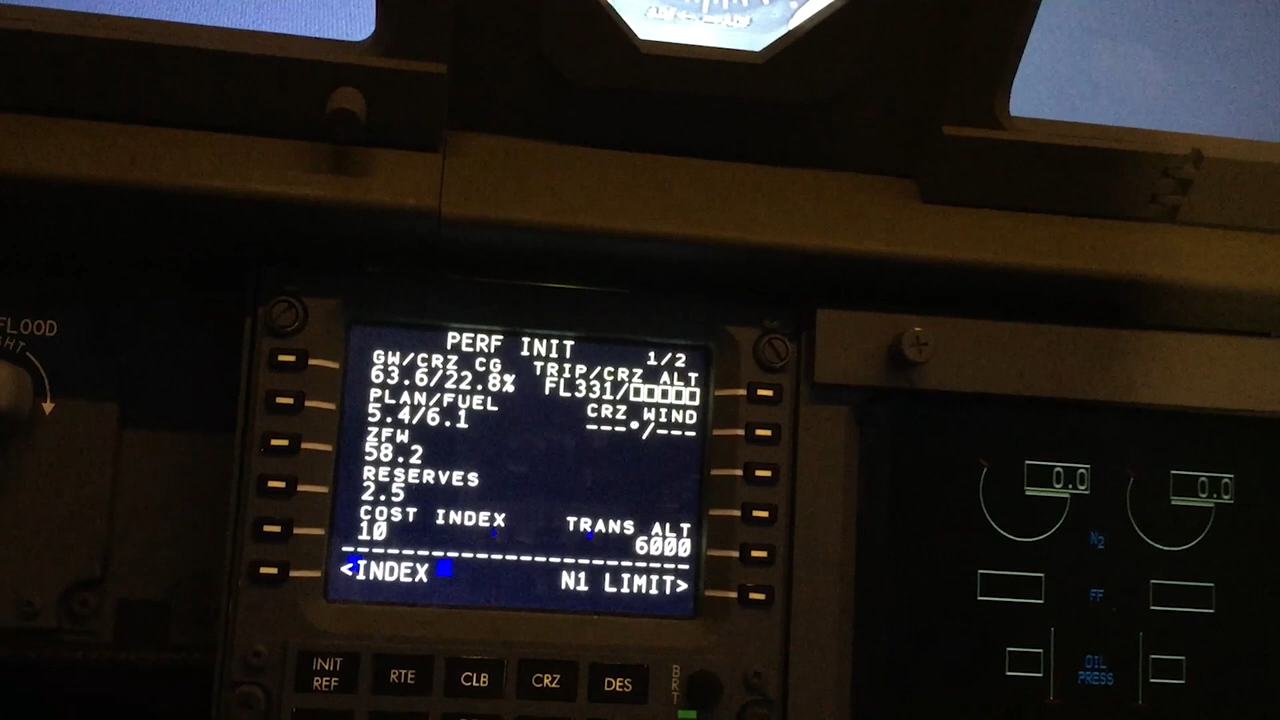 FLOOD
PERF INIT 1/2
GW/CRZ CG TRIP/CRZ ALT
63.6/22.8% FL331/□□□□□
PLAN/FUEL CRZ WIND
5.4/6.1 ---°/---
ZFW
58.2
RESERVES
2.5
COST INDEX TRANS ALT
10 6000
------------------------
<INDEX N1 LIMIT>
INIT REF
RTE
CLB
CRZ
DES
BRT
0.0 0.0
N2
FF
OIL
PRESS